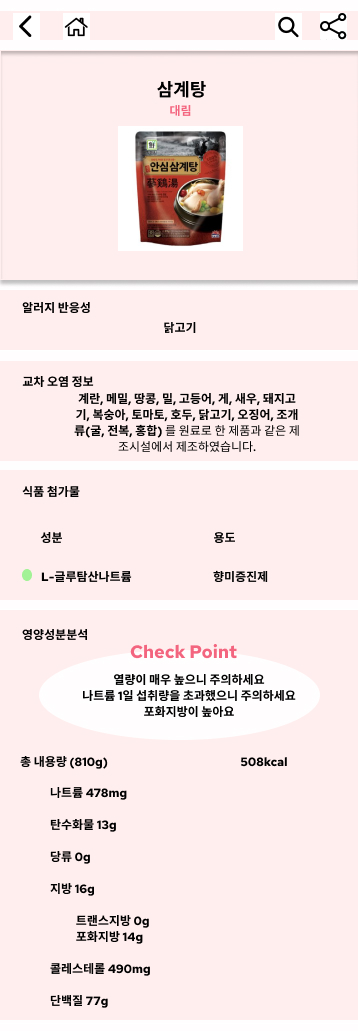 삼계탕
대림
안심 삼계탕
蔘鷄湯
알러지 반응성
닭고기
교차 오염 정보
계란, 메밀, 땅콩, 밀, 고등어, 게, 새우, 돼지고
기, 복숭아, 토마토, 호두, 닭고기, 오징어, 조개
류(굴, 전복, 홍합) 를 원료로 한 제품과 같은 제
조시설에서 제조하였습니다.
식품 첨가물
성분 용도
L-글루탐산나트륨 향미증진제
영양성분분석
Check Point
열량이 매우 높으니 주의하세요
나트륨 1일 섭취량을 초과했으니 주의하세요
포화지방이 높아요
총 내용량 (810g) 508kcal
나트륨 478mg
탄수화물 13g
당류 0g
지방 16g
트랜스지방 0g
포화지방 14g
콜레스테롤 490mg
단백질 77g